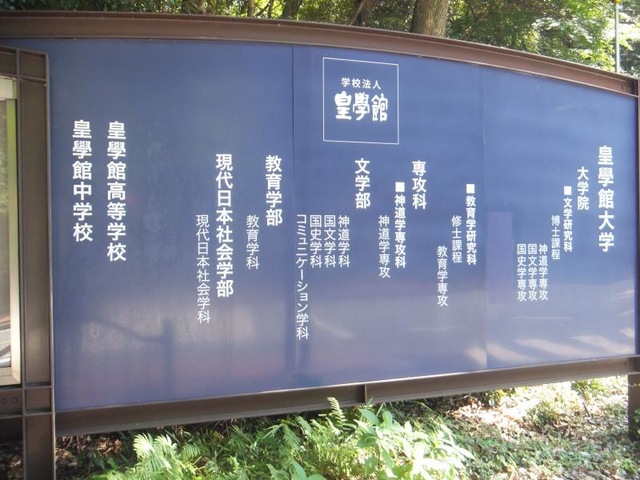 学校法人
皇學館
皇學館大学
大学院
■文学研究科
博士課程
神道学専攻
国文学専攻
国史学専攻
■教育学研究科
修士課程
教育学専攻
専攻科
■神道学専攻科
神道学専攻
文学部
神道学科
国文学科
国史学科
コミュニケーション学科
教育学部
教育学科
現代日本社会学部
現代日本社会学科
皇學館高等学校
皇學館中学校